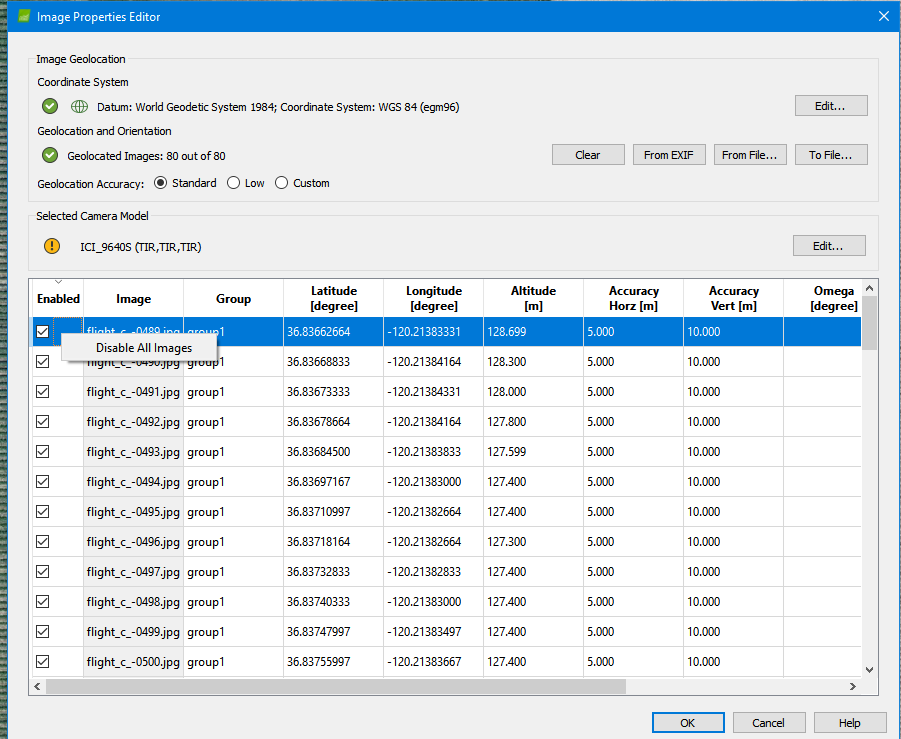 Image Properties Editor
Image Geolocation
Coordinate System
Datum: World Geodetic System 1984; Coordinate System: WGS 84 (egm96)
Edit...
Geolocation and Orientation
Geolocated Images: 80 out of 80
Clear
From EXIF
From File...
To File...
Geolocation Accuracy:
Standard
Low
Custom
Selected Camera Model
ICI_9640S (TIR,TIR,TIR)
Edit...
Enabled
Image
Group
Latitude
[degree]
Longitude
[degree]
Altitude
[m]
Accuracy
Horz [m]
Accuracy
Vert [m]
Omega
[degree]
flight_c_-0489.jpg group1 36.83662664 -120.21383331 128.699 5.000 10.000
Disable All Images
flight_c_-0490.jpg group1 36.83668833 -120.21384164 128.300 5.000 10.000
flight_c_-0491.jpg group1 36.83673333 -120.21384331 128.000 5.000 10.000
flight_c_-0492.jpg group1 36.83678664 -120.21384164 127.800 5.000 10.000
flight_c_-0493.jpg group1 36.83684500 -120.21383833 127.599 5.000 10.000
flight_c_-0494.jpg group1 36.83697167 -120.21383000 127.400 5.000 10.000
flight_c_-0495.jpg group1 36.83710997 -120.21382664 127.400 5.000 10.000
flight_c_-0496.jpg group1 36.83718164 -120.21382664 127.300 5.000 10.000
flight_c_-0497.jpg group1 36.83732833 -120.21382833 127.400 5.000 10.000
flight_c_-0498.jpg group1 36.83740333 -120.21383000 127.400 5.000 10.000
flight_c_-0499.jpg group1 36.83747997 -120.21383497 127.400 5.000 10.000
flight_c_-0500.jpg group1 36.83755997 -120.21383667 127.400 5.000 10.000
OK
Cancel
Help